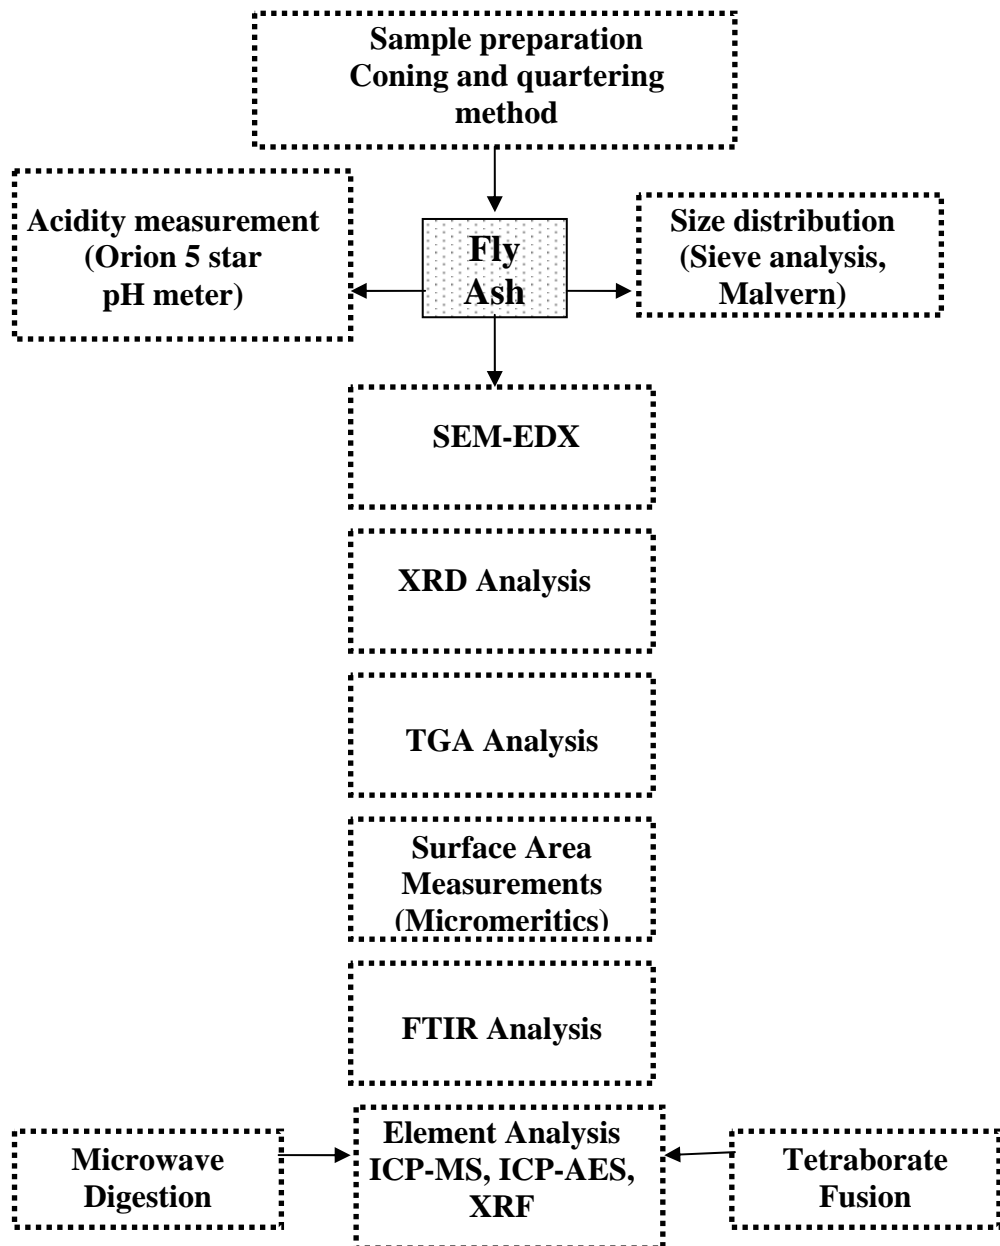 Sample preparation
Coning and quartering
method
Acidity measurement
(Orion 5 star
pH meter)
Fly
Ash
Size distribution
(Sieve analysis,
Malvern)
SEM-EDX
XRD Analysis
TGA Analysis
Surface Area
Measurements
(Micromeritics)
FTIR Analysis
Microwave
Digestion
Element Analysis
ICP-MS, ICP-AES,
XRF
Tetraborate
Fusion